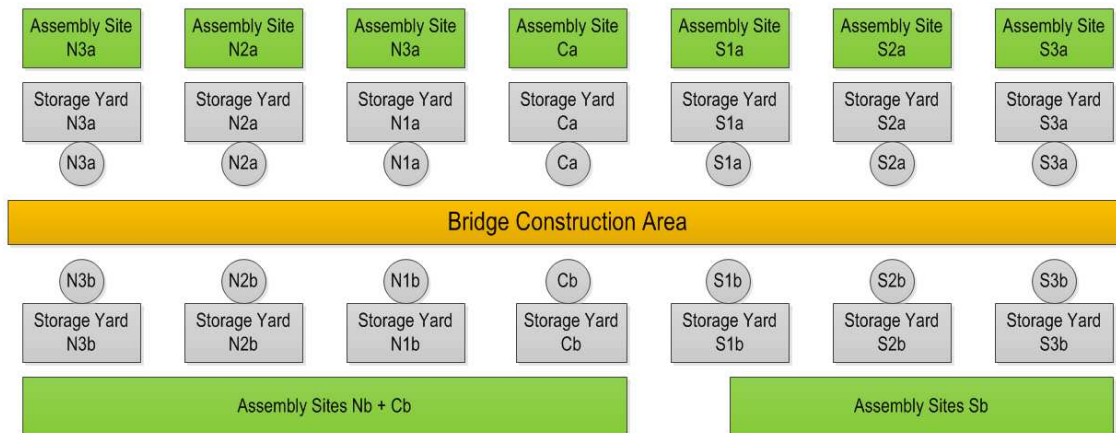 Assembly Site
N3a
Assembly Site
N2a
Assembly Site
N3a
Assembly Site
Ca
Assembly Site
S1a
Assembly Site
S2a
Assembly Site
S3a
Storage Yard
N3a
Storage Yard
N2a
Storage Yard
N1a
Storage Yard
Ca
Storage Yard
S1a
Storage Yard
S2a
Storage Yard
S3a
N3a
N2a
N1a
Ca
S1a
S2a
S3a
Bridge Construction Area
N3b
N2b
N1b
Cb
S1b
S2b
S3b
Storage Yard
N3b
Storage Yard
N2b
Storage Yard
N1b
Storage Yard
Cb
Storage Yard
S1b
Storage Yard
S2b
Storage Yard
S3b
Assembly Sites Nb + Cb
Assembly Sites Sb